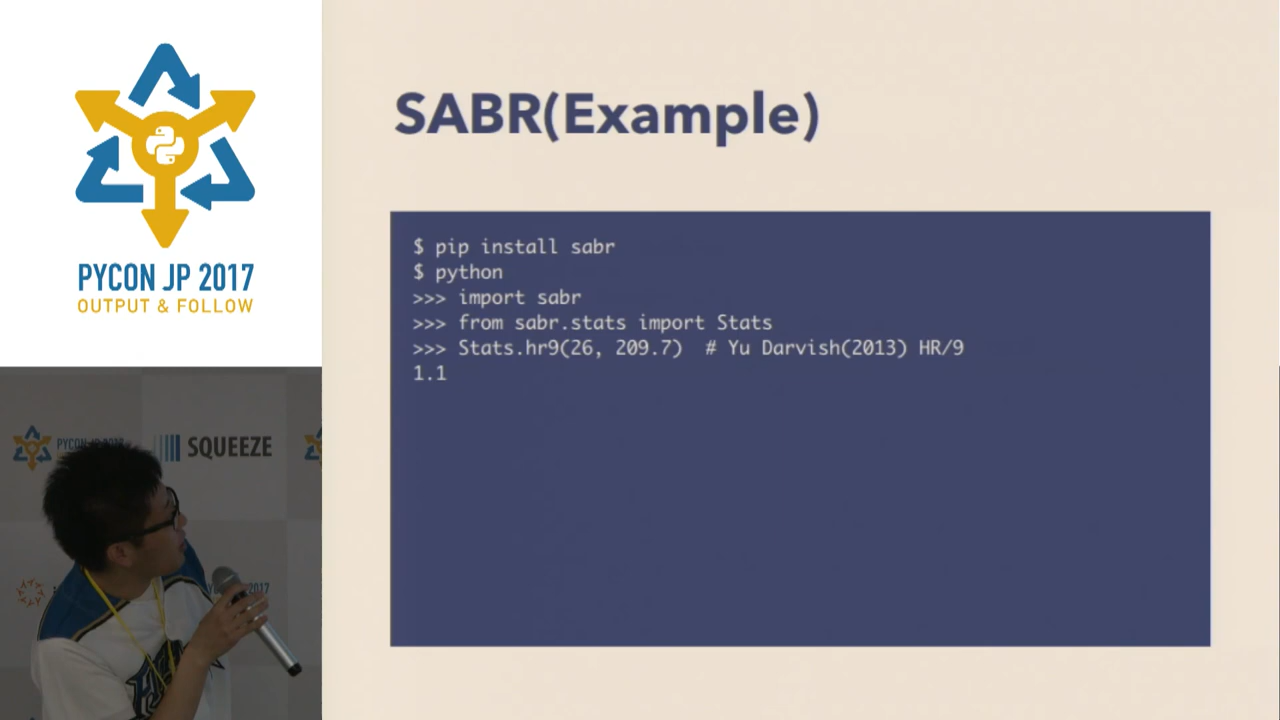 PYCON JP 2017
OUTPUT & FOLLOW
SABR(Example)
$ pip install sabr
$ python
>>> import sabr
>>> from sabr.stats import Stats
>>> Stats.hr9(26, 209.7)  # Yu Darvish(2013) HR/9
1.1
SQUEEZE